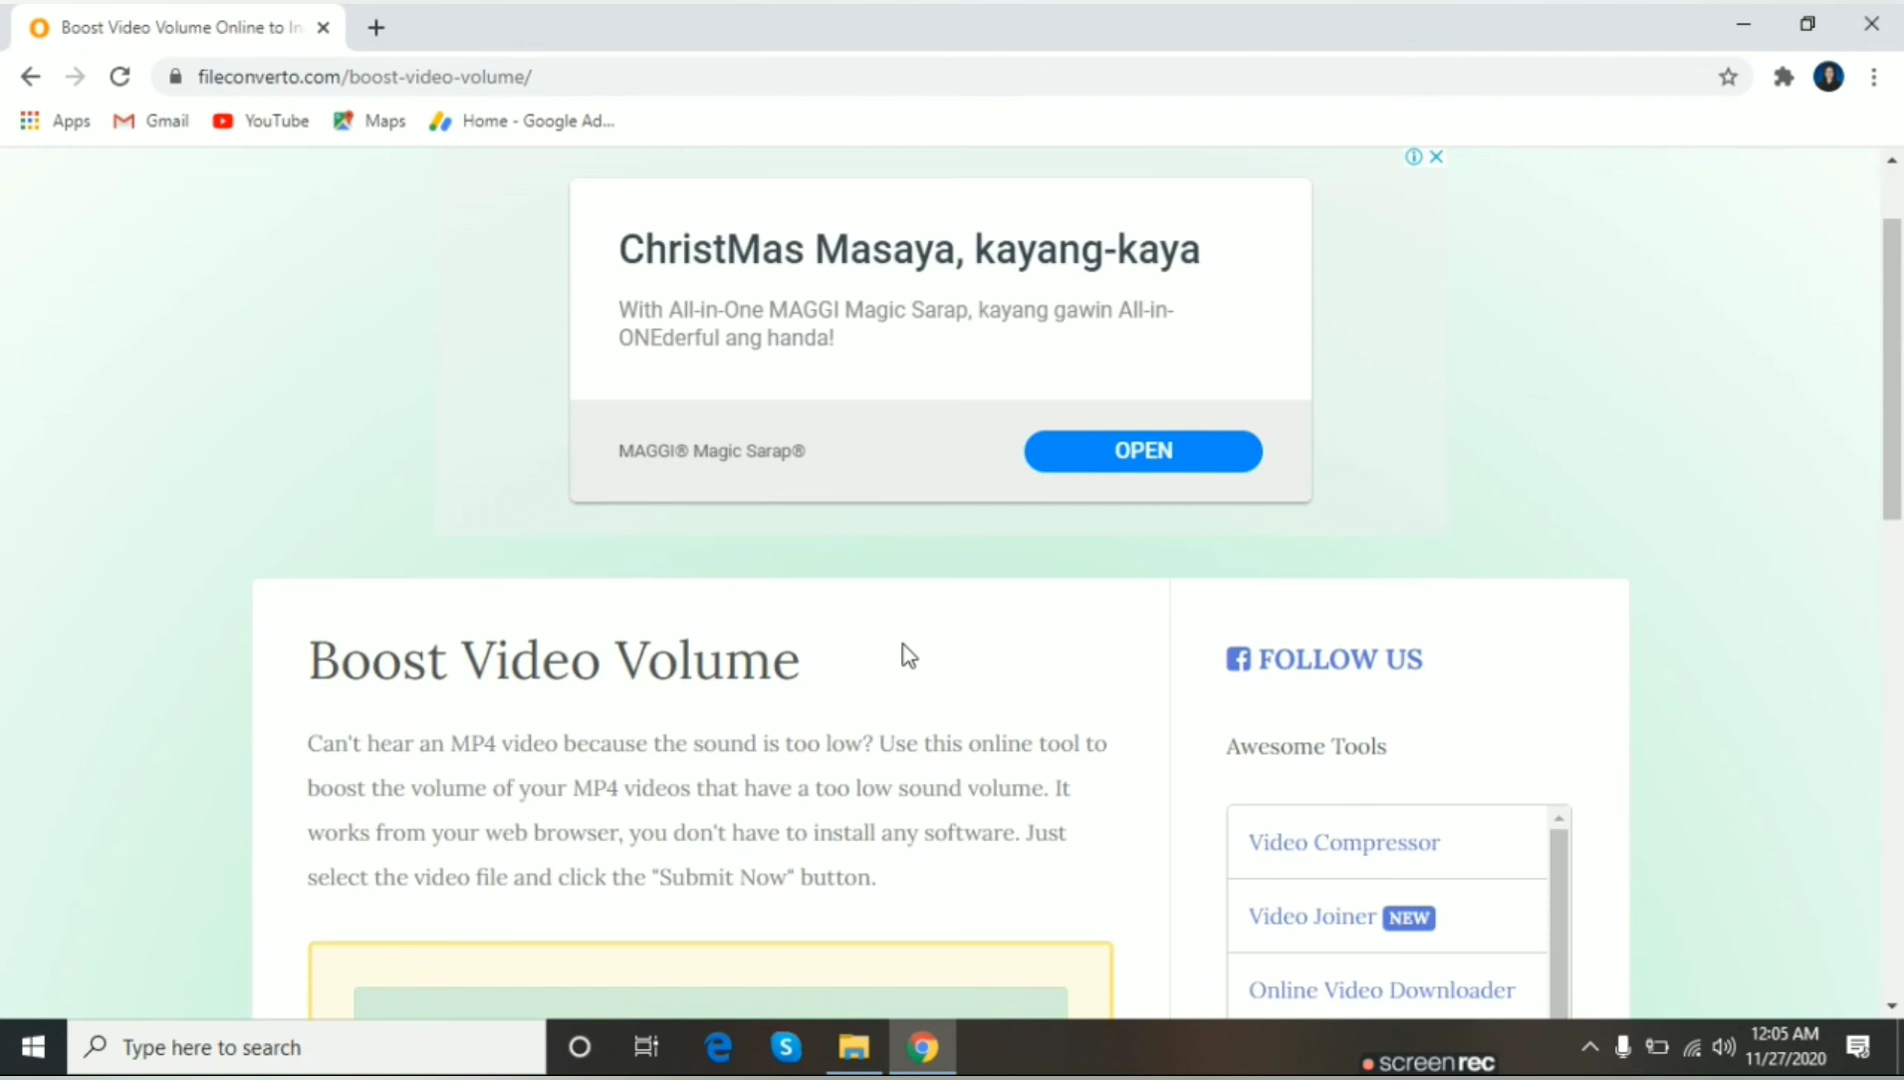 Boost Video Volume Online to In
fileconverto.com/boost-video-volume/
Apps
Gmail
YouTube
Maps
Home - Google Ad...
ChristMas Masaya, kayang-kaya
With All-in-One MAGGI Magic Sarap, kayang gawin All-in-
ONEderful ang handa!
MAGGI® Magic Sarap®
OPEN
Boost Video Volume
Can't hear an MP4 video because the sound is too low? Use this online tool to
boost the volume of your MP4 videos that have a too low sound volume. It
works from your web browser, you don't have to install any software. Just
select the video file and click the "Submit Now" button.
FOLLOW US
Awesome Tools
Video Compressor
Video Joiner NEW
Online Video Downloader
Type here to search
screenrec
12:05 AM
11/27/2020